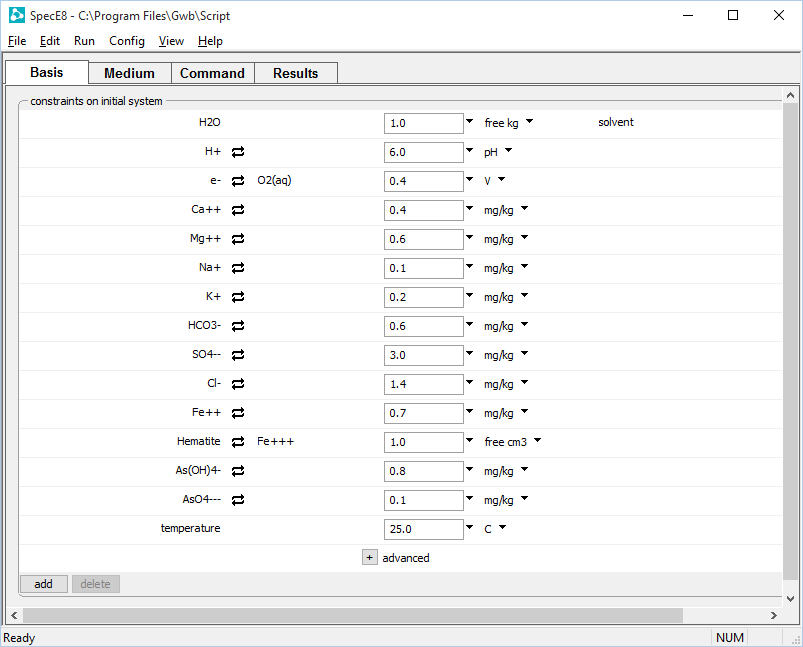 SpecE8 - C:\Program Files\Gwb\Script
File Edit Run Config View Help
Basis Medium Command Results
constraints on initial system
H2O 1.0 free kg solvent
H+ 6.0 pH
e- O2(aq) 0.4 V
Ca++ 0.4 mg/kg
Mg++ 0.6 mg/kg
Na+ 0.1 mg/kg
K+ 0.2 mg/kg
HCO3- 0.6 mg/kg
SO4-- 3.0 mg/kg
Cl- 1.4 mg/kg
Fe++ 0.7 mg/kg
Hematite Fe+++ 1.0 free cm3
As(OH)4- 0.8 mg/kg
AsO4--- 0.1 mg/kg
temperature 25.0 C
+ advanced
add delete
Ready NUM